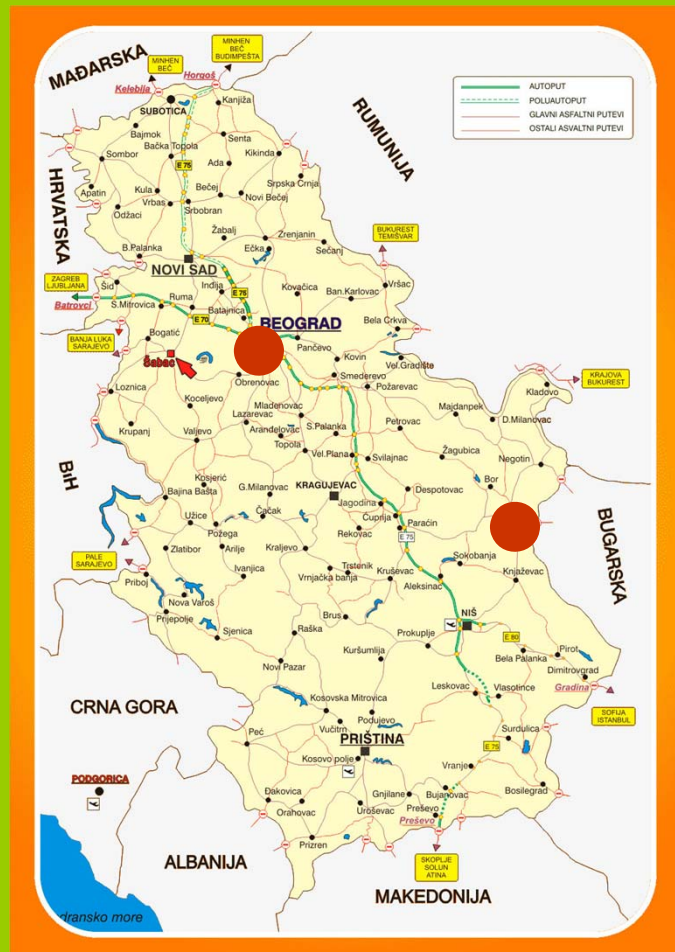 MAĐARSKA
MINHEN
BEČ
MINHEN
BEČ
BUDIMPEŠTA
Kelebija
Horgoš
SUBOTICA
Kanjiža
RUMUNIJA
AUTOPUT
POLUAUTOPUT
GLAVNI ASFALTNI PUTEVI
OSTALI ASVALTNI PUTEVI
Bajmok
Bačka Topola
Senta
Sombor
E 75
Ada
Kikinda
HRVATSKA
Apatin
Kula
Bečej
Srpska Crnja
Vrbas
Srbobran
Novi Bečej
Odžaci
Žabalj
Zrenjanin
BUKUREST
TEMIŠVAR
B.Palanka
Ečka
Sečanj
NOVI SAD
ZAGREB
LJUBLJANA
Šid
Inđija
Kovačica
Ban.Karlovac
Vršac
Batrovci
S.Mitrovica
Ruma
E 75
Batajnica
E 70
BEOGRAD
Bela Crkva
BANJA LUKA
SARAJEVO
Bogatić
Pančevo
Šabac
Kovin
Vel.Gradište
Obrenovac
Smederevo
Požarevac
KRAJOVA
BUKUREST
Loznica
Koceljevo
Kladovo
Mladenovac
Majdanpek
Lazarevac
D.Milanovac
Krupanj
Valjevo
Aranđelovac
S.Palanka
Petrovac
Topola
Vel.Plana
Svilajnac
Žagubica
Negotin
BiH
Kosjerić
Bor
G.Milanovac
KRAGUJEVAC
Despotovac
Bajina Bašta
Jagodina
Čačak
Užice
Ćuprija
Paraćin
Požega
Rekovac
E 75
BUGARSKA
PALE
SARAJEVO
Zlatibor
Arilje
Kraljevo
Sokobanja
Priboj
Ivanjica
Trstenik
Kruševac
Knjaževac
Vrnjačka banja
Aleksinac
Nova Varoš
Prijepolje
Brus
NIŠ
Sjenica
Raška
Prokuplje
E 80
Kuršumlija
Bela Palanka
Pirot
Novi Pazar
Dimitrovgrad
Leskovac
Vlasotince
Gradina
CRNA GORA
Kosovska Mitrovica
SOFIJA
ISTANBUL
Vučitrn
Podujevo
Surdulica
Peć
PRIŠTINA
E 75
Kosovo polje
Vranje
PODGORICA
Bosilegrad
Đakovica
Gnjilane
Bujanovac
Orahovac
Uroševac
Preševo
Preševo
Prizren
ALBANIJA
SKOPLJE
SOLUN
ATINA
MAKEDONIJA
dransko more